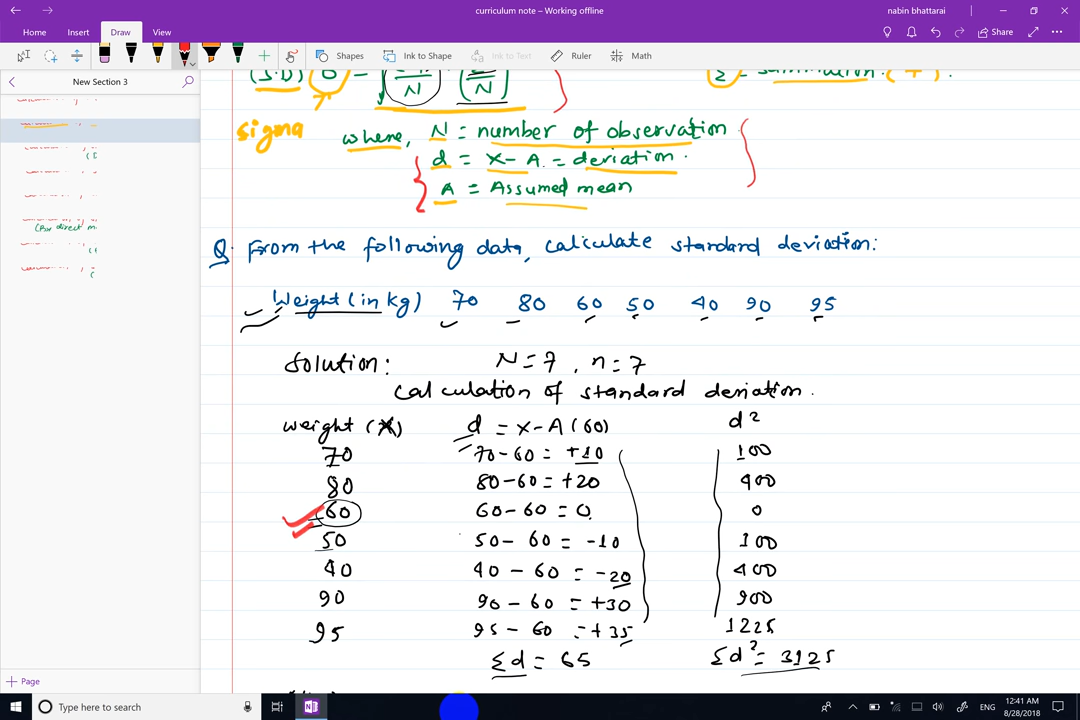 curriculum note – Working offline
nabin bhattarai
Home Insert Draw View
Share
Shapes Ink to Shape Ink to Text Ruler Math
New Section 3
(S.D) σ =
N N
Σ = summation (+).
sigma where, N = number of observation
d = X - A = deviation.
A = Assumed mean
Q. From the following data, calculate standard deviation:
Weight (in kg) 70 80 60 50 40 90 95
Solution: N = 7, n = 7
Calculation of standard deviation.
weight (X) d = X - A (60) d²
70 70-60 = +10 100
80 80-60 = +20 400
60 60-60 = 0 0
50 50-60 = -10 100
40 40-60 = -20 400
90 90-60 = +30 900
95 95-60 = +35 1225
Σd = 65 Σd² = 3125
Page
Type here to search
ENG
12:41 AM
8/28/2018